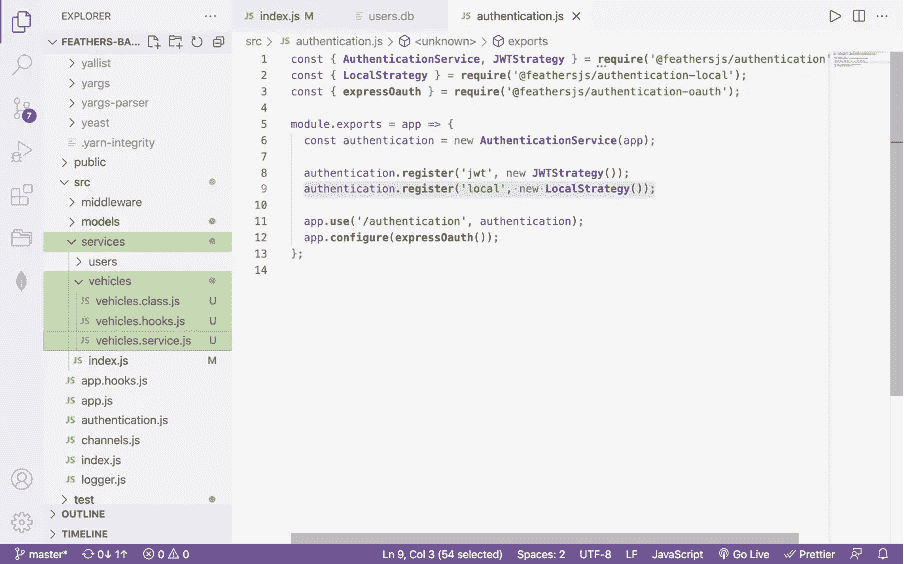 EXPLORER
index.js M
users.db
authentication.js
FEATHERS-BA...
src > JS authentication.js > <unknown> > exports
yallist
yargs
yargs-parser
yeast
.yarn-integrity
public
src
middleware
models
services
users
vehicles
JS vehicles.class.js U
JS vehicles.hooks.js U
JS vehicles.service.js U
JS index.js M
JS app.hooks.js
JS app.js
JS authentication.js
JS channels.js
JS index.js
JS logger.js
test
OUTLINE
TIMELINE
7
1 const { AuthenticationService, JWTStrategy } = require('@feathersjs/authentication
2 const { LocalStrategy } = require('@feathersjs/authentication-local');
3 const { expressOauth } = require('@feathersjs/authentication-oauth');
4
5 module.exports = app => {
6 const authentication = new AuthenticationService(app);
7
8 authentication.register('jwt', new JWTStrategy());
9 authentication.register('local', new LocalStrategy());
10
11 app.use('/authentication', authentication);
12 app.configure(expressOauth());
13 };
14
master* 0↓ 1↑ 0 0 Ln 9, Col 3 (54 selected) Spaces: 2 UTF-8 LF JavaScript Go Live Prettier